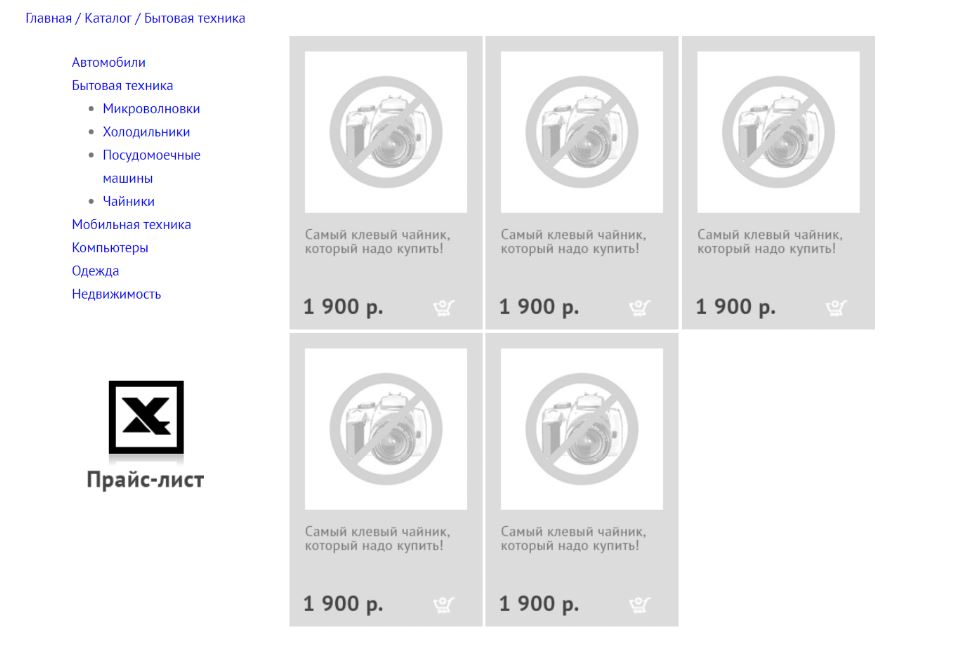 Главная / Каталог / Бытовая техника
Автомобили
Бытовая техника
Микроволновки
Холодильники
Посудомоечные
машины
Чайники
Мобильная техника
Компьютеры
Одежда
Недвижимость
Прайс-лист
Самый клевый чайник,
который надо купить!
1 900 р.
Самый клевый чайник,
который надо купить!
1 900 р.
Самый клевый чайник,
который надо купить!
1 900 р.
Самый клевый чайник,
который надо купить!
1 900 р.
Самый клевый чайник,
который надо купить!
1 900 р.